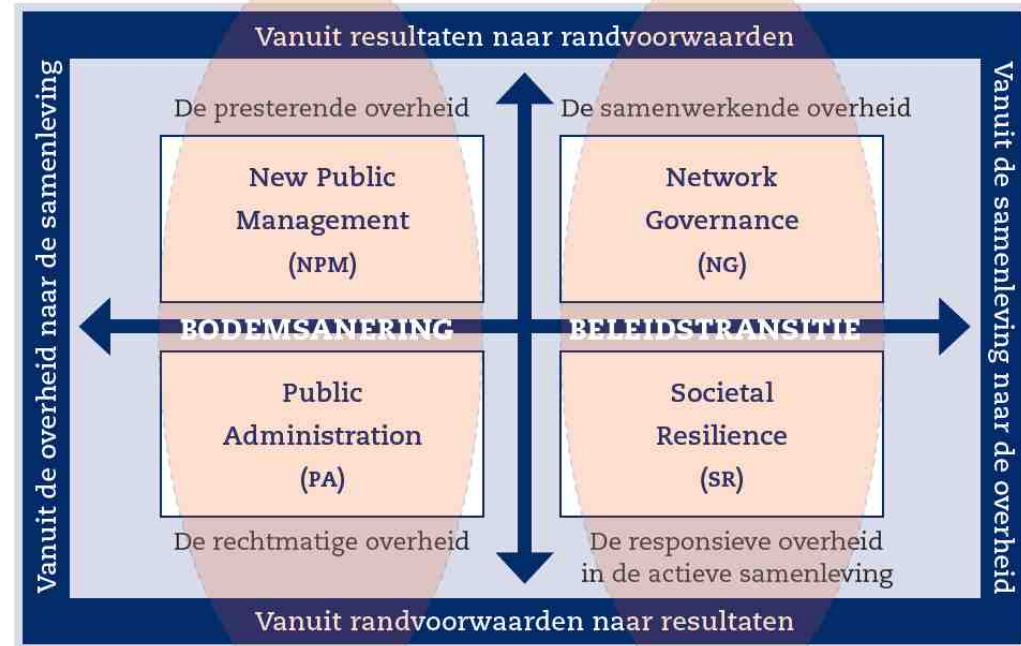 Vanuit resultaten naar randvoorwaarden
Vanuit de overheid naar de samenleving
De presterende overheid
New Public
Management
(NPM)
De samenwerkende overheid
Network
Governance
(NG)
BODEMSANERING
BELEIDSTRANSITIE
Public
Administration
(PA)
De rechtmatige overheid
Societal
Resilience
(SR)
De responsieve overheid
in de actieve samenleving
Vanuit de samenleving naar de overheid
Vanuit randvoorwaarden naar resultaten